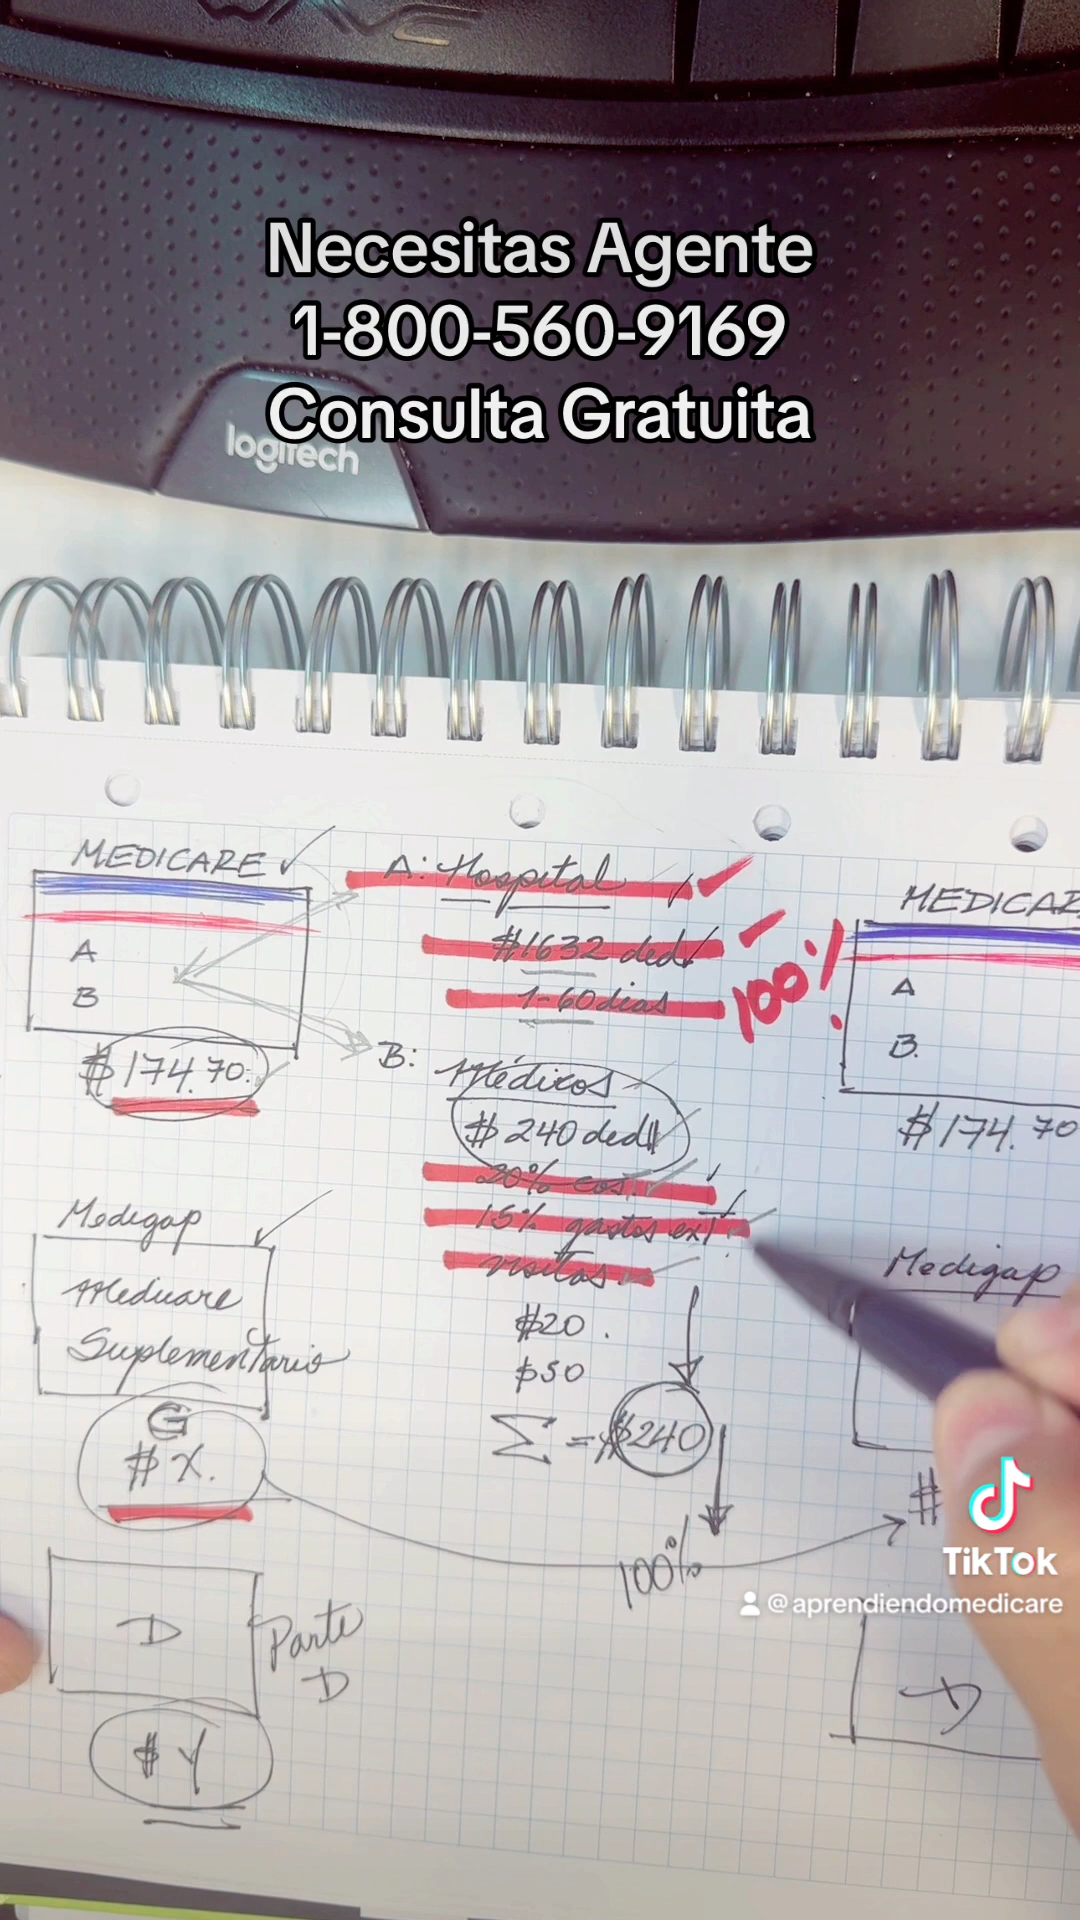 WAVE
Necesitas Agente
1-800-560-9169
Consulta Gratuita
logitech
MEDICARE ✓
A
B
$174.70
Medigap
Medicare
Suplementario
G
$ X.
D
Parte
D
$ Y
A: Hospital
$1632 ded
1-60 dias
100%
B: Médicos
$240 ded
20% cos.
15% gastos ext.
visitas
$20.
$50
Σ = $240
100%
MEDICAR
A
B.
$174.70
Medigap
$
D
TikTok
@aprendiendomedicare